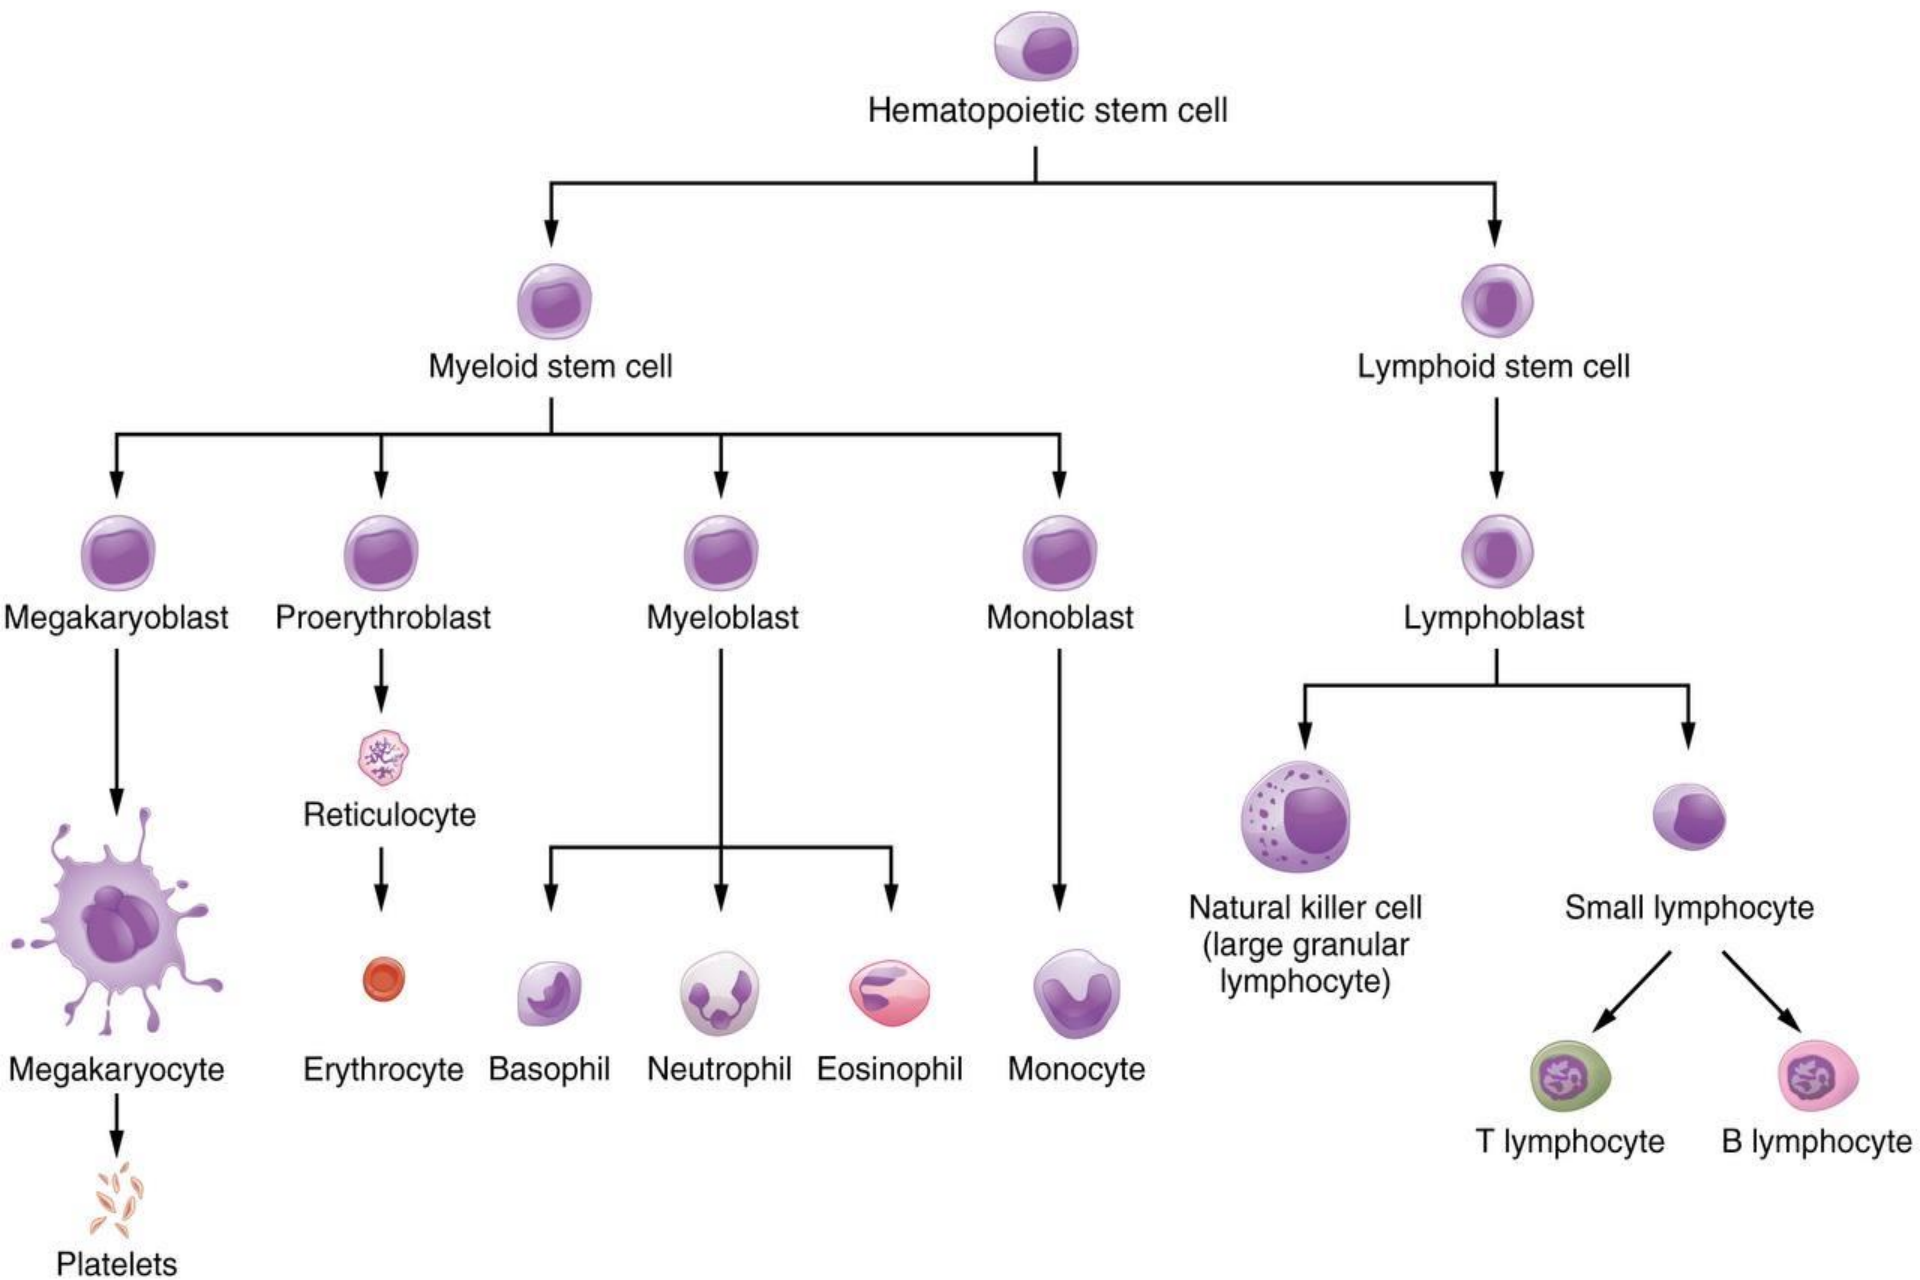 Hematopoietic stem cell
Myeloid stem cell
Lymphoid stem cell
Megakaryoblast
Proerythroblast
Myeloblast
Monoblast
Lymphoblast
Reticulocyte
Natural killer cell
(large granular
lymphocyte)
Small lymphocyte
Megakaryocyte
Erythrocyte
Basophil
Neutrophil
Eosinophil
Monocyte
T lymphocyte
B lymphocyte
Platelets